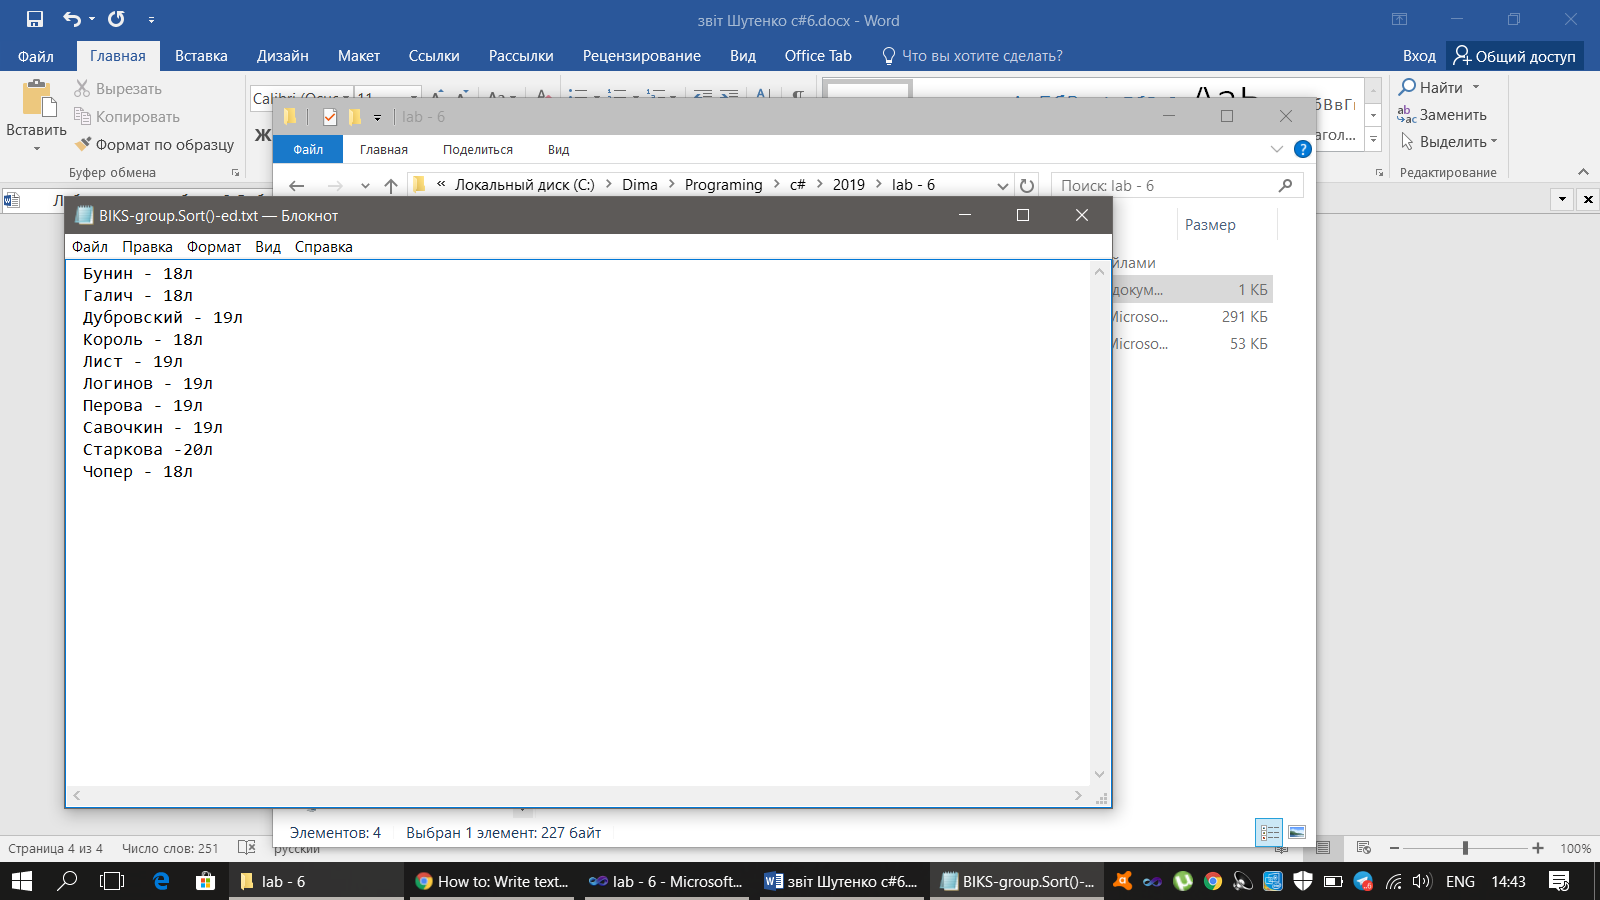 звіт Шутенко c#6.docx - Word
Файл Главная Вставка Дизайн Макет Ссылки Рассылки Рецензирование Вид Office Tab Что вы хотите сделать? Вход Общий доступ
Вставить
Вырезать
Копировать
Формат по образцу
Буфер обмена
Ж
11
Найти
Заменить
Выделить
Редактирование
lab - 6
Файл Главная Поделиться Вид
« Локальный диск (C:) > Dima > Programing > c# > 2019 > lab - 6
Поиск: lab - 6
Размер
1 КБ
291 КБ
53 КБ
BIKS-group.Sort()-ed.txt — Блокнот
Файл Правка Формат Вид Справка
Бунин - 18л
Галич - 18л
Дубровский - 19л
Король - 18л
Лист - 19л
Логинов - 19л
Перова - 19л
Савочкин - 19л
Старкова -20л
Чопер - 18л
Элементов: 4 Выбран 1 элемент: 227 байт
Страница 4 из 4 Число слов: 251 русский 100%
lab - 6 How to: Write text... lab - 6 - Microsoft... звіт Шутенко c#6.... BIKS-group.Sort()-... ENG 14:43